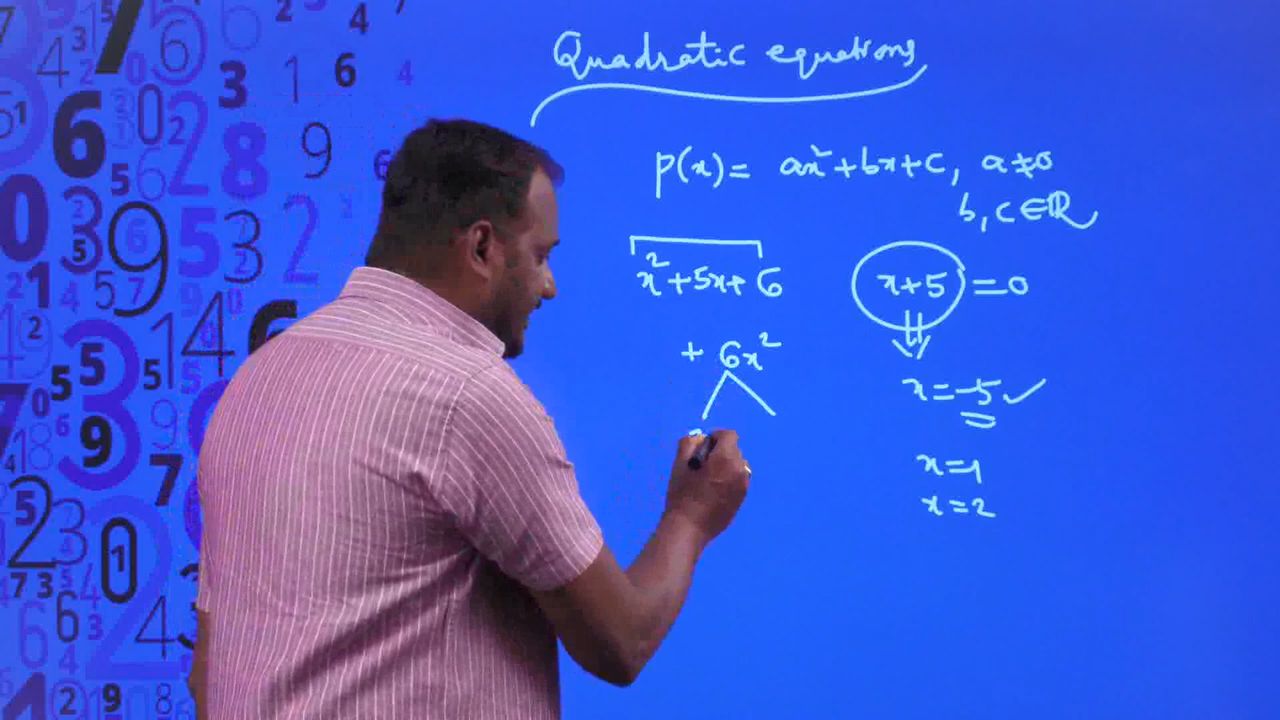 Quadratic equations
p(x) = ax²+bx+c, a≠0
b, c ∈ ℝ
x²+5x+6
x+5 = 0
+ 6x²
x = -5 ✓
x = 1
x = 2